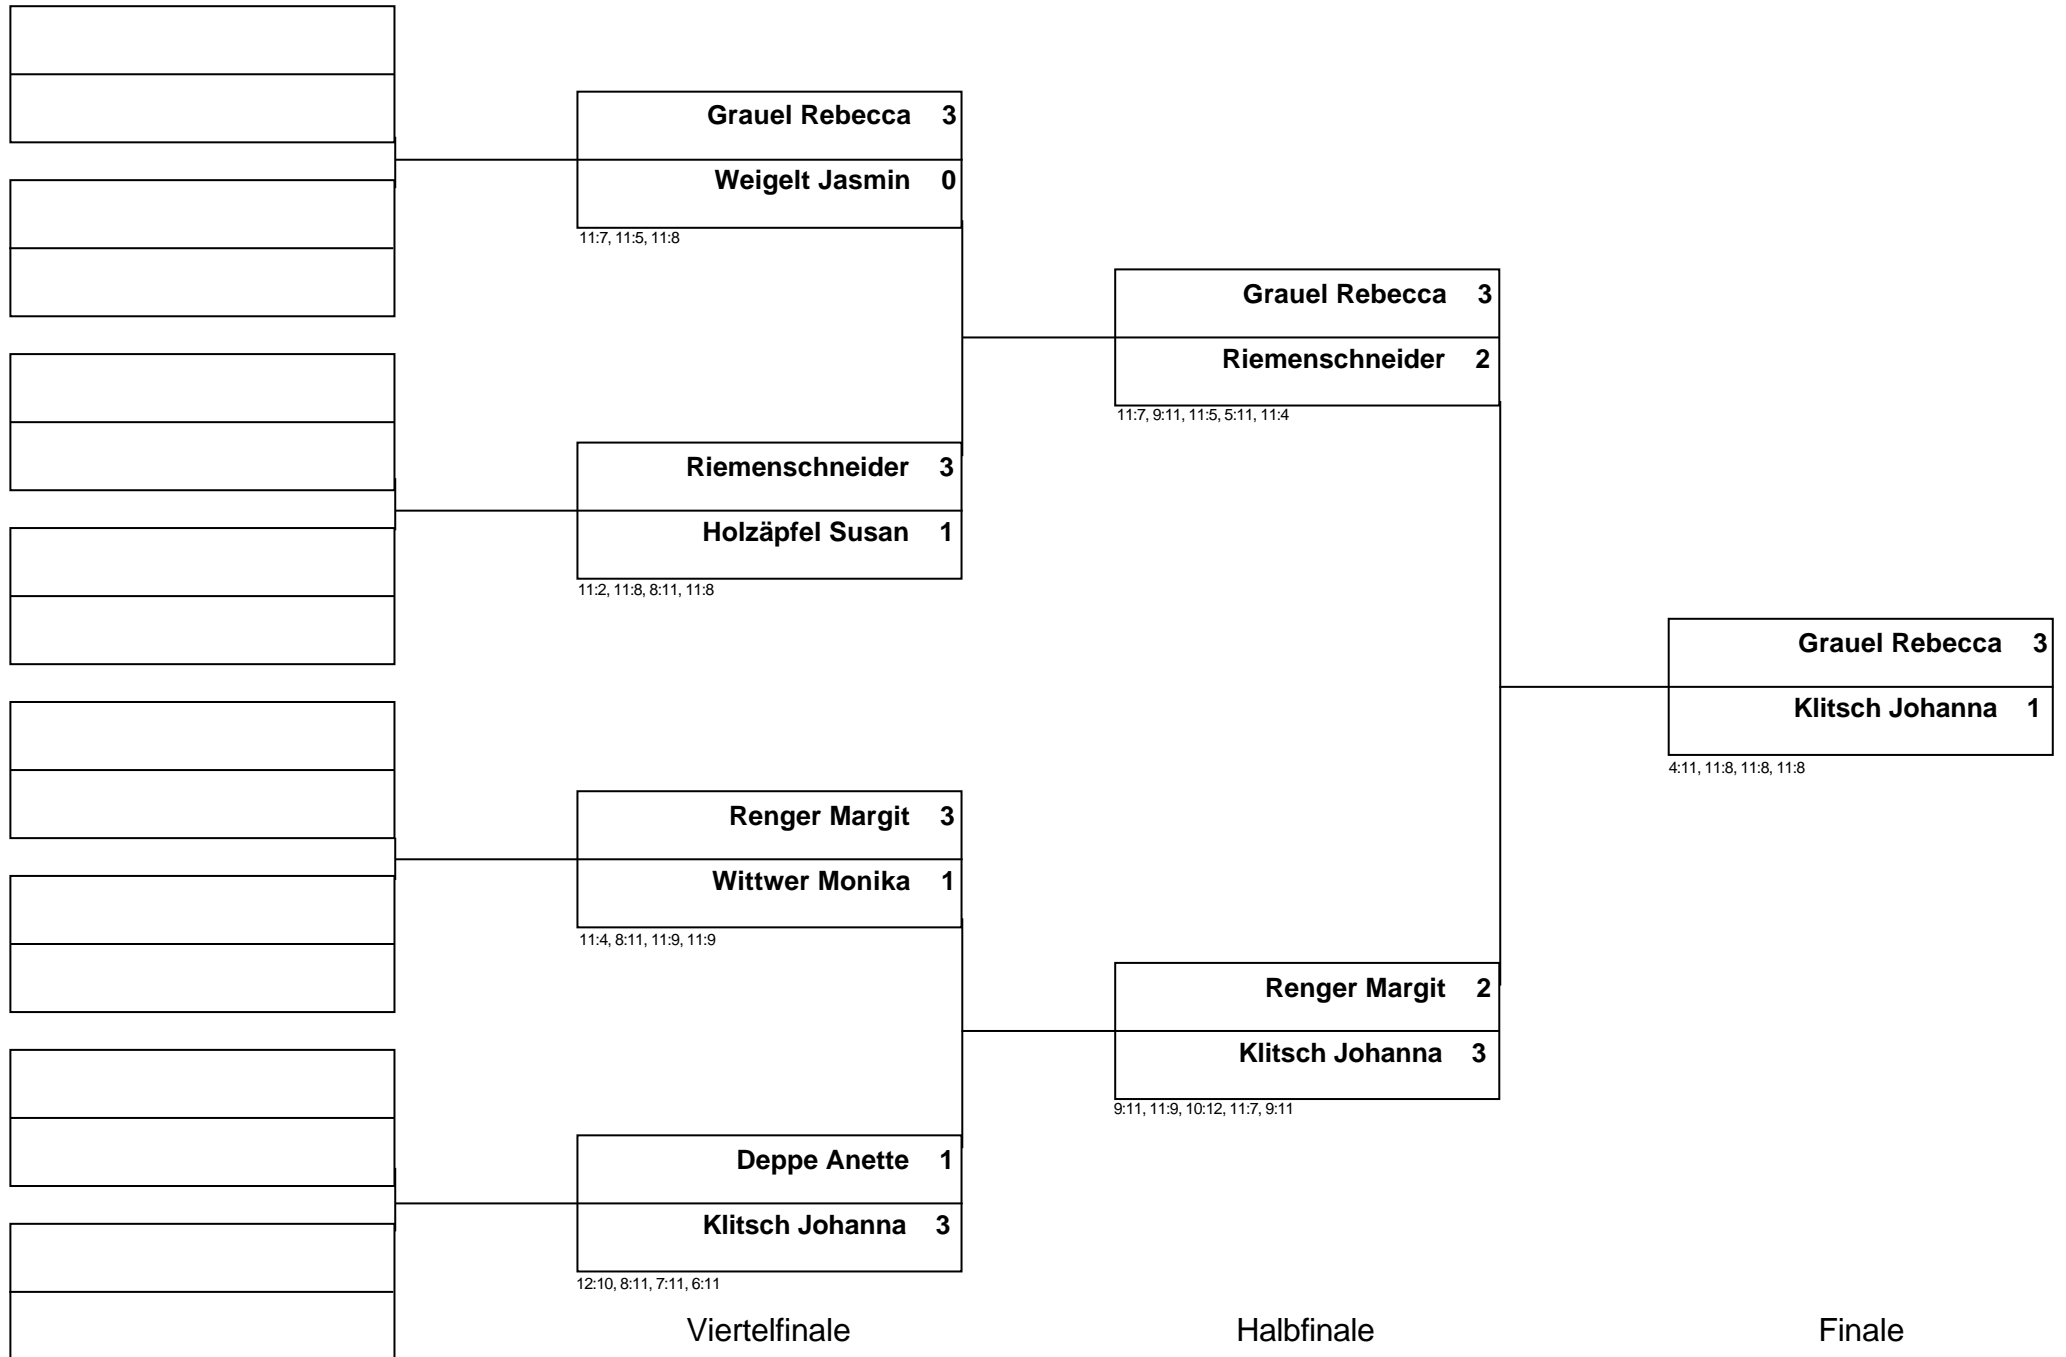 Grauel Rebecca 3
Weigelt Jasmin 0
11:7, 11:5, 11:8
Riemenschneider 3
Holzäpfel Susan 1
11:2, 11:8, 8:11, 11:8
Renger Margit 3
Wittwer Monika 1
11:4, 8:11, 11:9, 11:9
Deppe Anette 1
Klitsch Johanna 3
12:10, 8:11, 7:11, 6:11
Viertelfinale
Grauel Rebecca 3
Riemenschneider 2
11:7, 9:11, 11:5, 5:11, 11:4
Renger Margit 2
Klitsch Johanna 3
9:11, 11:9, 10:12, 11:7, 9:11
Halbfinale
Grauel Rebecca 3
Klitsch Johanna 1
4:11, 11:8, 11:8, 11:8
Finale